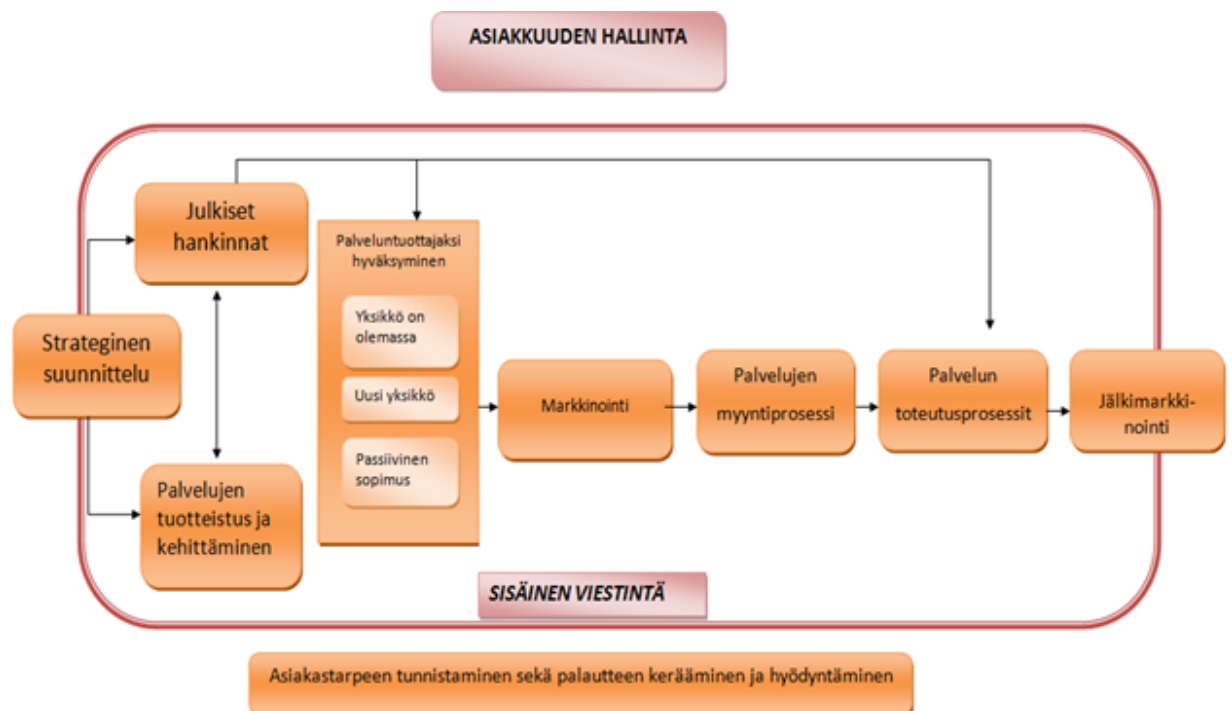 ASIAKKUUDEN HALLINTA
Julkiset
hankinnat
Strateginen
suunnittelu
Palvelujen
tuotteistus ja
kehittäminen
Palveluntuottajaksi
hyväksyminen
Yksikkö on
olemassa
Uusi yksikkö
Passiivinen
sopimus
Markkinointi
Palvelujen
myyntiprosessi
Palvelun
toteutusprosessit
Jälkimarkki-
nointi
SISÄINEN VIESTINTÄ
Asiakastarpeen tunnistaminen sekä palautteen kerääminen ja hyödyntäminen